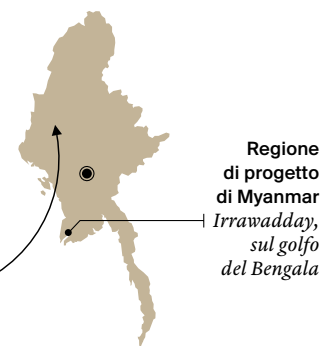 Regione
di progetto
di Myanmar
Irrawadday,
sul golfo
del Bengala